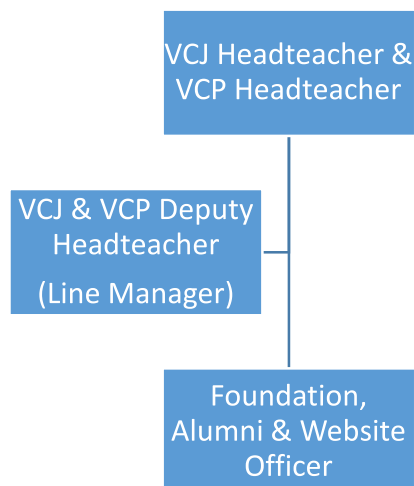 VCJ Headteacher &
VCP Headteacher
VCJ & VCP Deputy
Headteacher
(Line Manager)
Foundation,
Alumni & Website
Officer